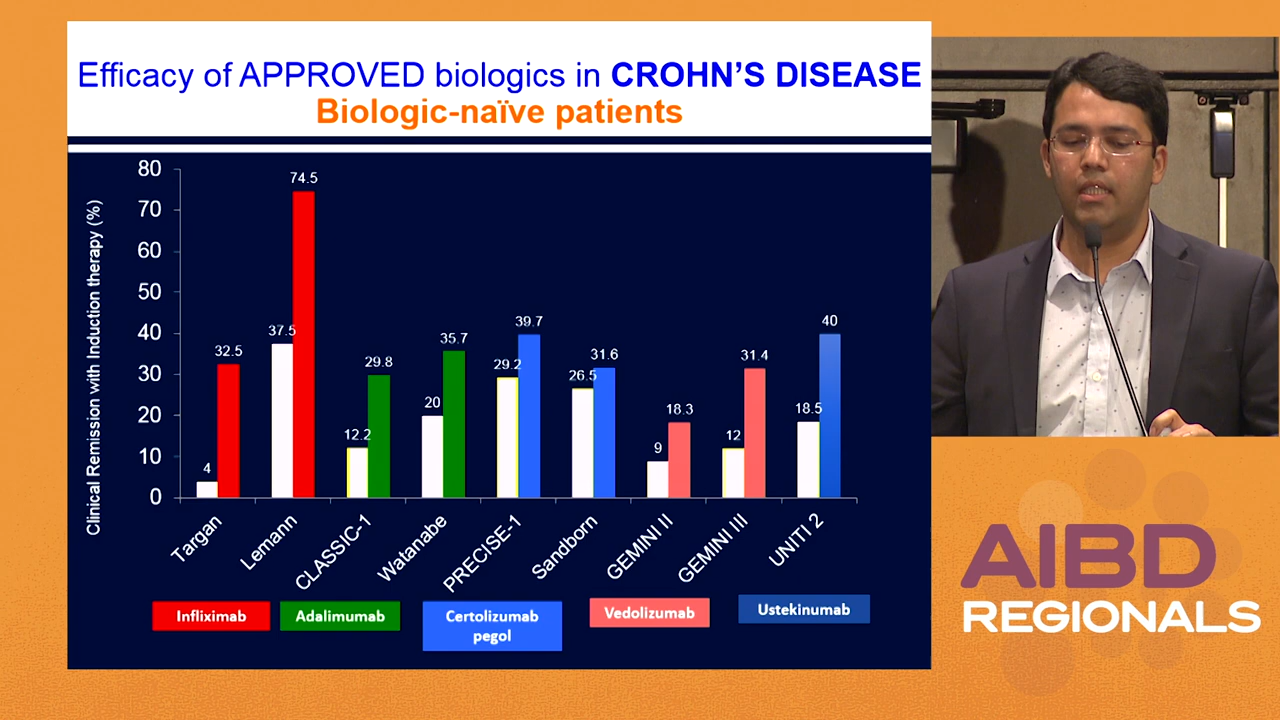 Efficacy of APPROVED biologics in CROHN'S DISEASE
Biologic-naïve patients
Clinical Remission with Induction therapy (%)
80
70
60
50
40
30
20
10
0
4
32.5
37.5
74.5
12.2
29.8
20
35.7
29.2
39.7
26.5
31.6
9
18.3
12
31.4
18.5
40
Targan
Lemann
CLASSIC-1
Watanabe
PRECISE-1
Sandborn
GEMINI II
GEMINI III
UNITI 2
Infliximab
Adalimumab
Certolizumab
pegol
Vedolizumab
Ustekinumab
AIBD
REGIONALS